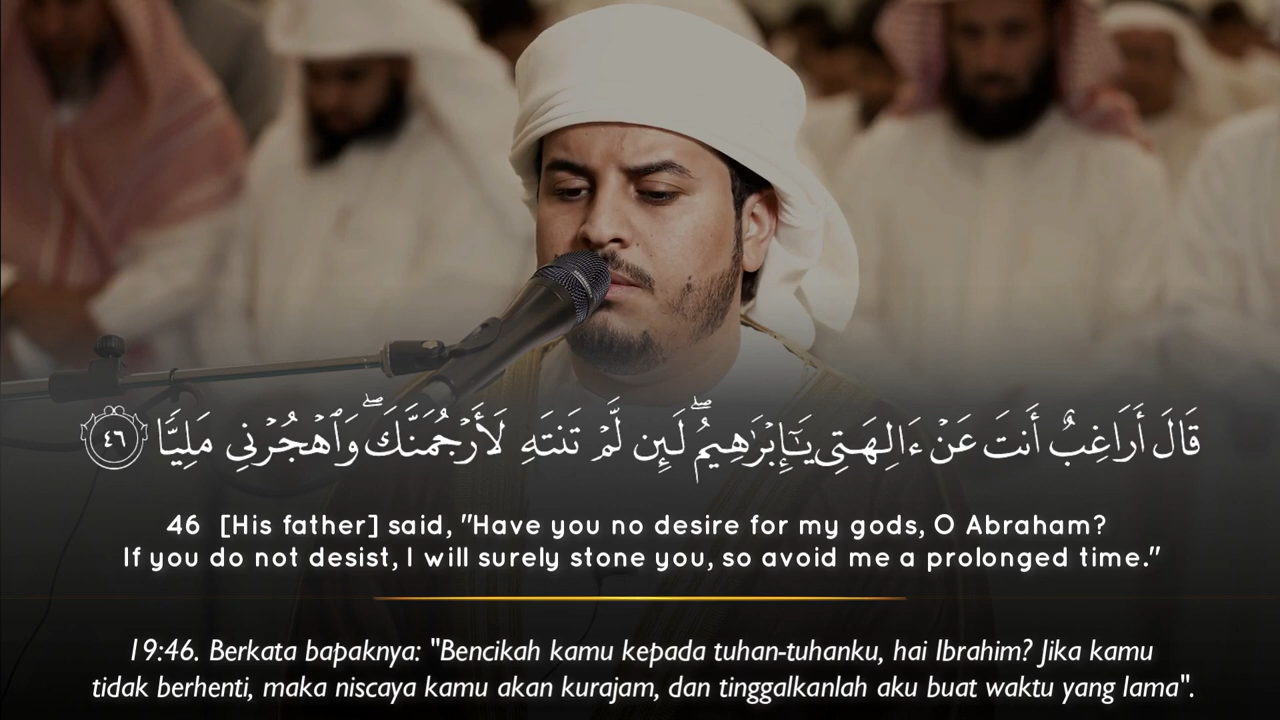 قَالَ أَرَاغِبٌ أَنتَ عَنْ ءَالِهَتِى يَٰٓإِبْرَٰهِيمُ ۖ لَئِن لَّمْ تَنتَهِ لَأَرْجُمَنَّكَ ۖ وَٱهْجُرْنِى مَلِيًّا ٤٦
46 [His father] said, "Have you no desire for my gods, O Abraham?
If you do not desist, I will surely stone you, so avoid me a prolonged time."
19:46. Berkata bapaknya: "Bencikah kamu kepada tuhan-tuhanku, hai Ibrahim? Jika kamu
tidak berhenti, maka niscaya kamu akan kurajam, dan tinggalkanlah aku buat waktu yang lama".